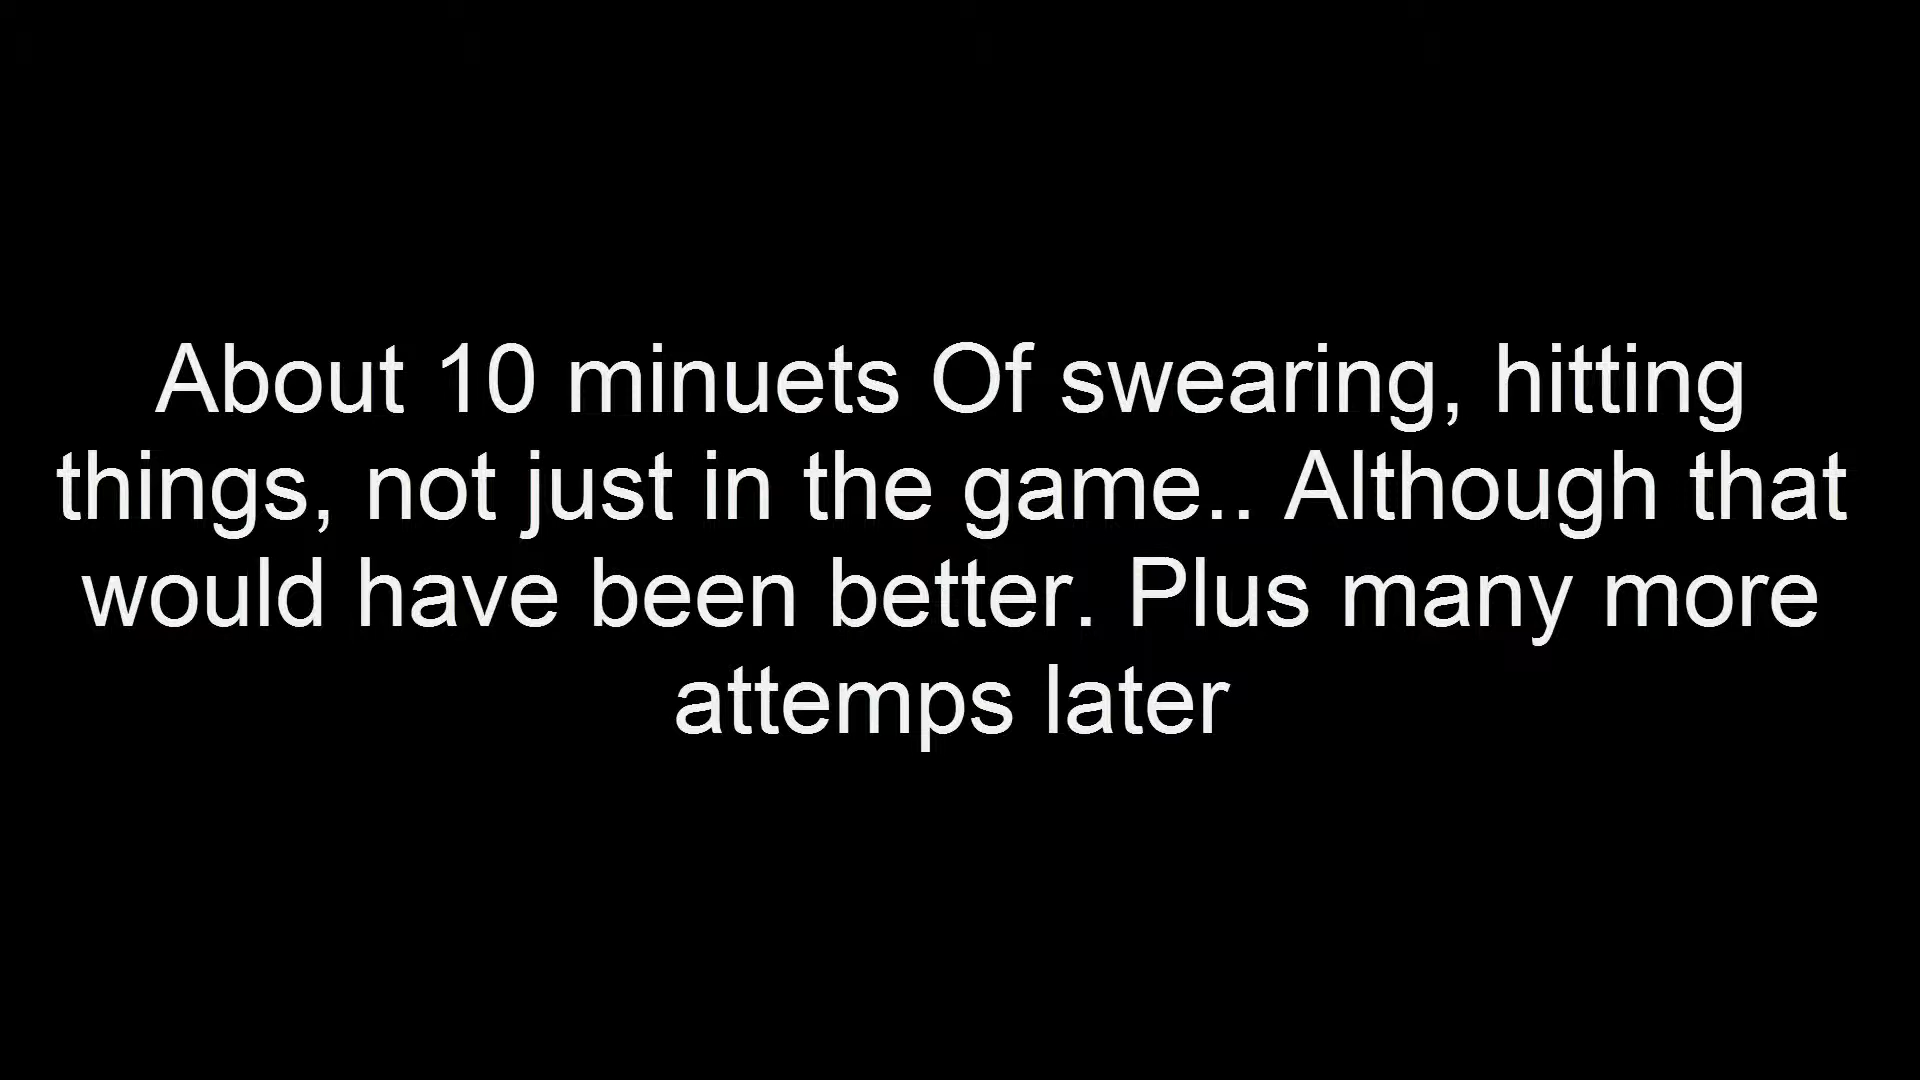 About 10 minuets Of swearing, hitting
things, not just in the game.. Although that
would have been better. Plus many more
attemps later